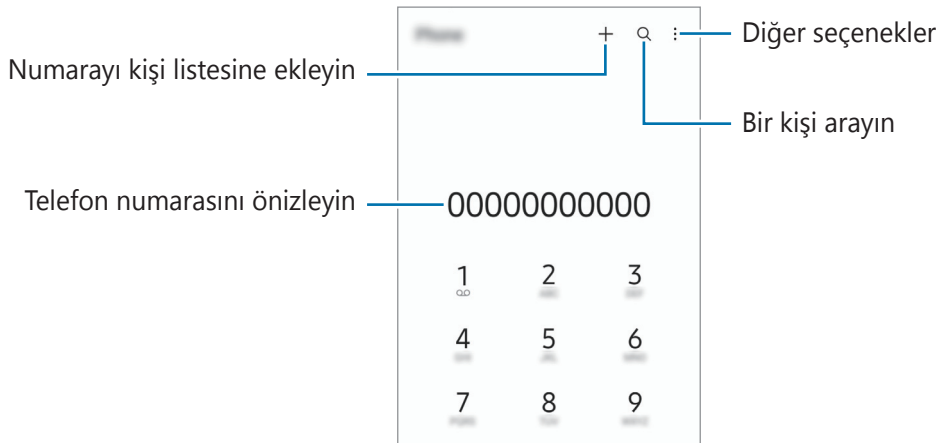 Diğer seçenekler
Numarayı kişi listesine ekleyin
Bir kişi arayın
Telefon numarasını önizleyin
00000000000
1 2 3
4 5 6
7 8 9